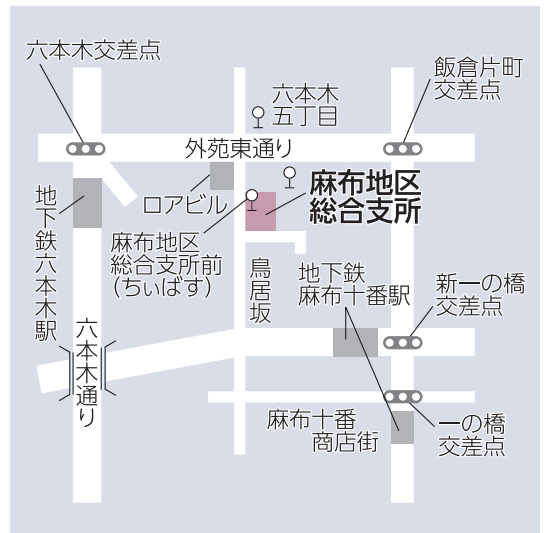 六本木交差点
飯倉片町
交差点
六本木
五丁目
外苑東通り
麻布地区
総合支所
ロアビル
地下鉄六本木駅
麻布地区
総合支所前
(ちぃばす)
鳥居坂
地下鉄
麻布十番駅
新一の橋
交差点
六本木通り
麻布十番
商店街
一の橋
交差点